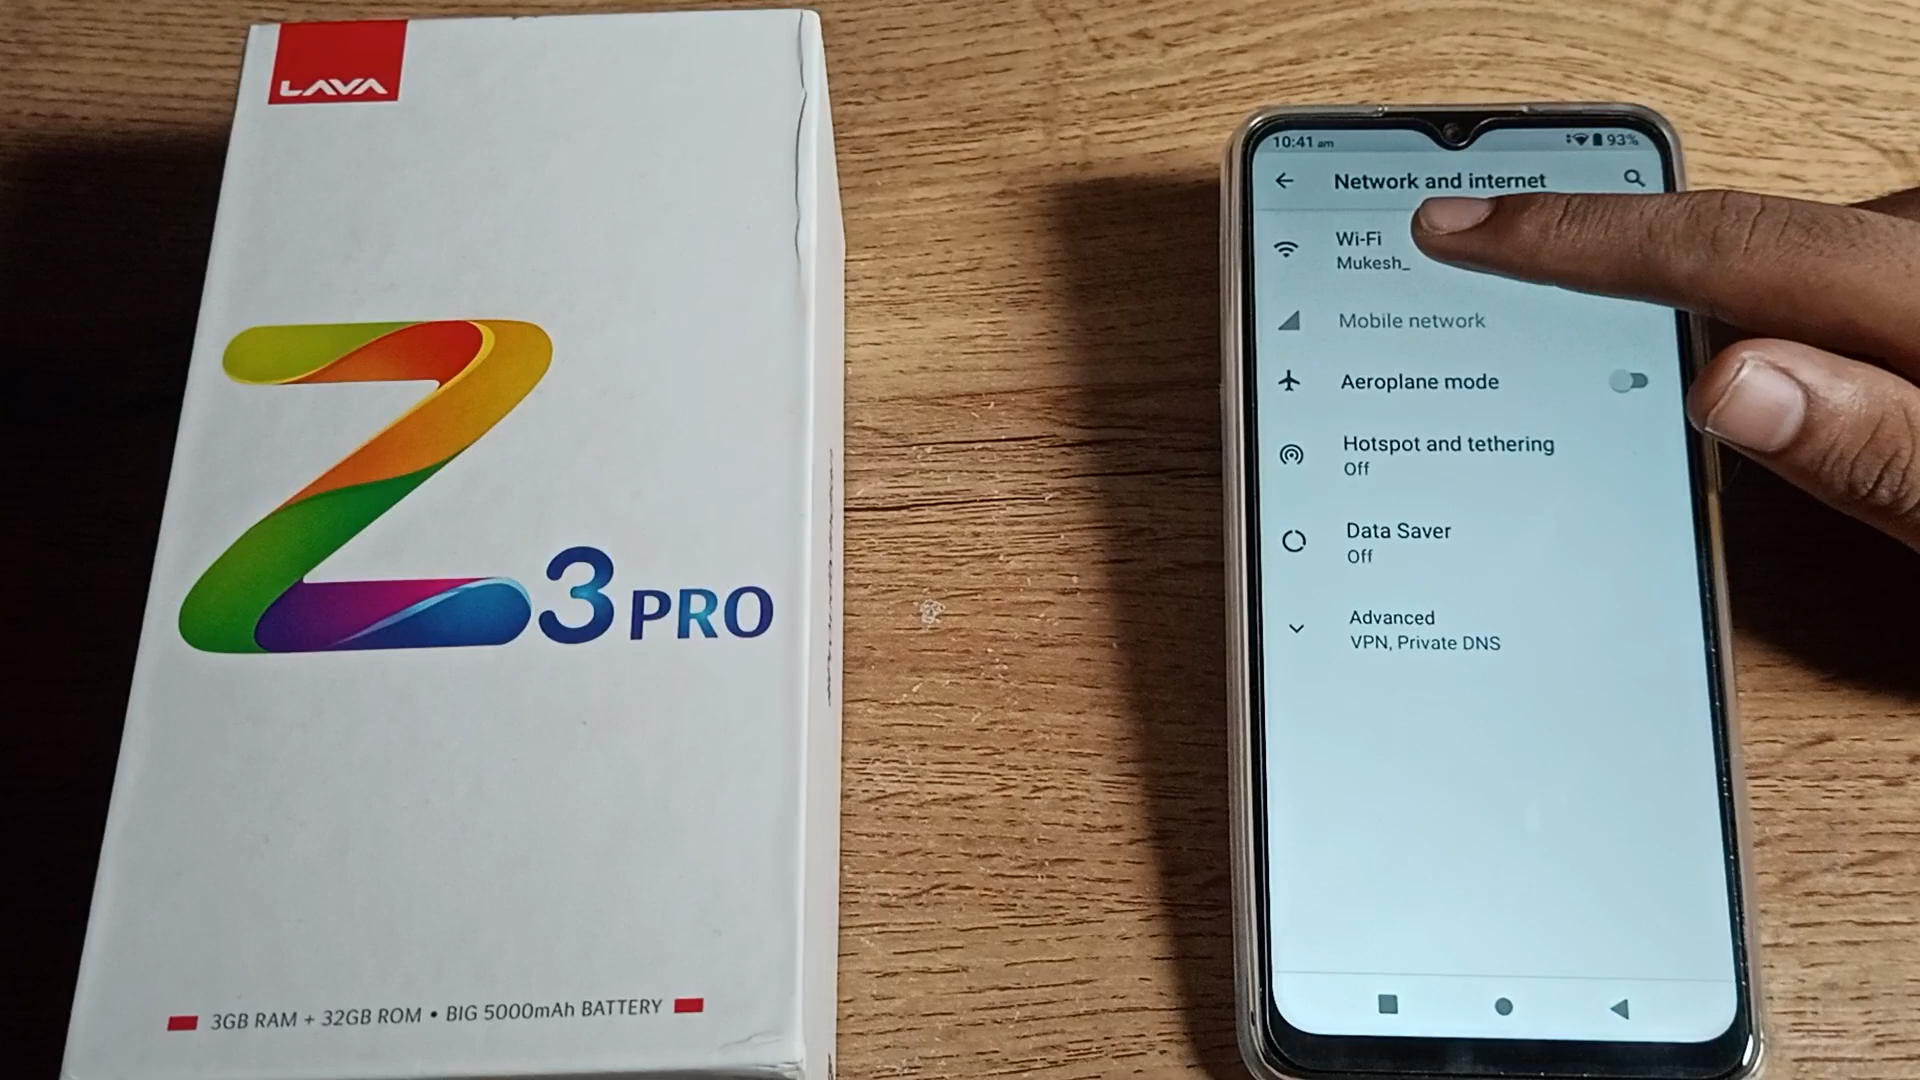 LAVA
Z3 PRO
3GB RAM + 32GB ROM • BIG 5000mAh BATTERY
10:41 am
93%
Network and internet
Wi-Fi
Mukesh_
Mobile network
Aeroplane mode
Hotspot and tethering
Off
Data Saver
Off
Advanced
VPN, Private DNS